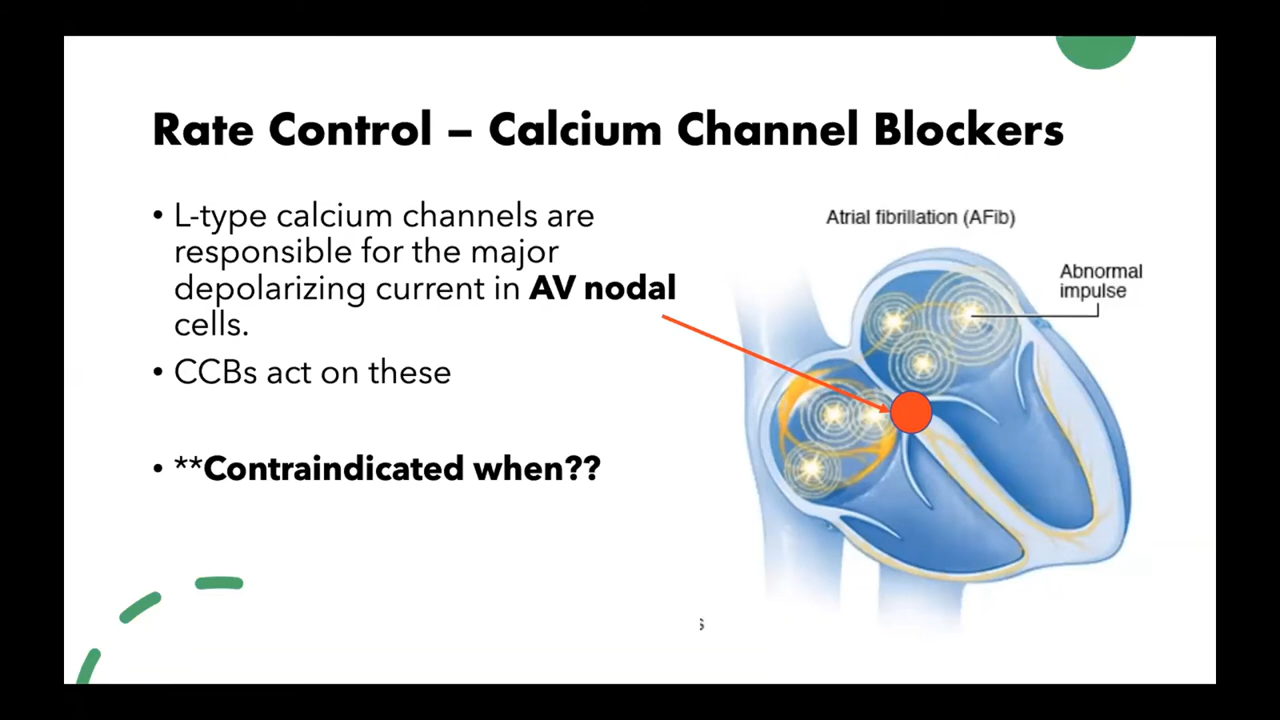 Rate Control – Calcium Channel Blockers
• L-type calcium channels are
responsible for the major
depolarizing current in AV nodal
cells.
• CCBs act on these
• **Contraindicated when??
Atrial fibrillation (AFib)
Abnormal
impulse
s